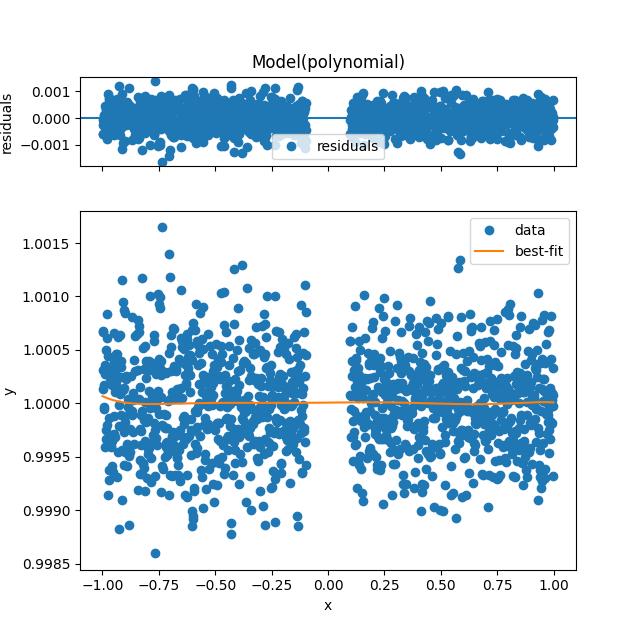 Model(polynomial)
residuals
0.001
0.000
−0.001
residuals
y
1.0015
1.0010
1.0005
1.0000
0.9995
0.9990
0.9985
data
best-fit
−1.00 −0.75 −0.50 −0.25 0.00 0.25 0.50 0.75 1.00
x